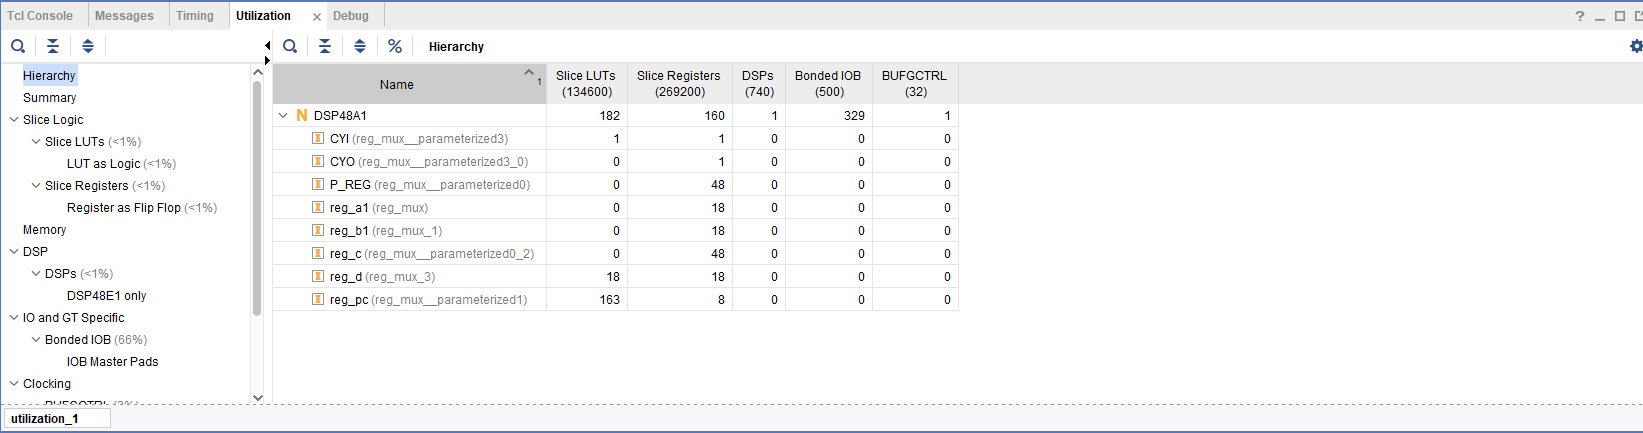 Tcl Console Messages Timing Utilization × Debug ? _
% Hierarchy
Hierarchy
Summary
Slice Logic
Slice LUTs (<1%)
LUT as Logic (<1%)
Slice Registers (<1%)
Register as Flip Flop (<1%)
Memory
DSP
DSPs (<1%)
DSP48E1 only
IO and GT Specific
Bonded IOB (66%)
IOB Master Pads
Clocking
Name 1 Slice LUTs (134600) Slice Registers (269200) DSPs (740) Bonded IOB (500) BUFGCTRL (32)
N DSP48A1 182 160 1 329 1
CYI (reg_mux__parameterized3) 1 1 0 0 0
CYO (reg_mux__parameterized3_0) 0 1 0 0 0
P_REG (reg_mux__parameterized0) 0 48 0 0 0
reg_a1 (reg_mux) 0 18 0 0 0
reg_b1 (reg_mux_1) 0 18 0 0 0
reg_c (reg_mux__parameterized0_2) 0 48 0 0 0
reg_d (reg_mux_3) 18 18 0 0 0
reg_pc (reg_mux__parameterized1) 163 8 0 0 0
utilization_1